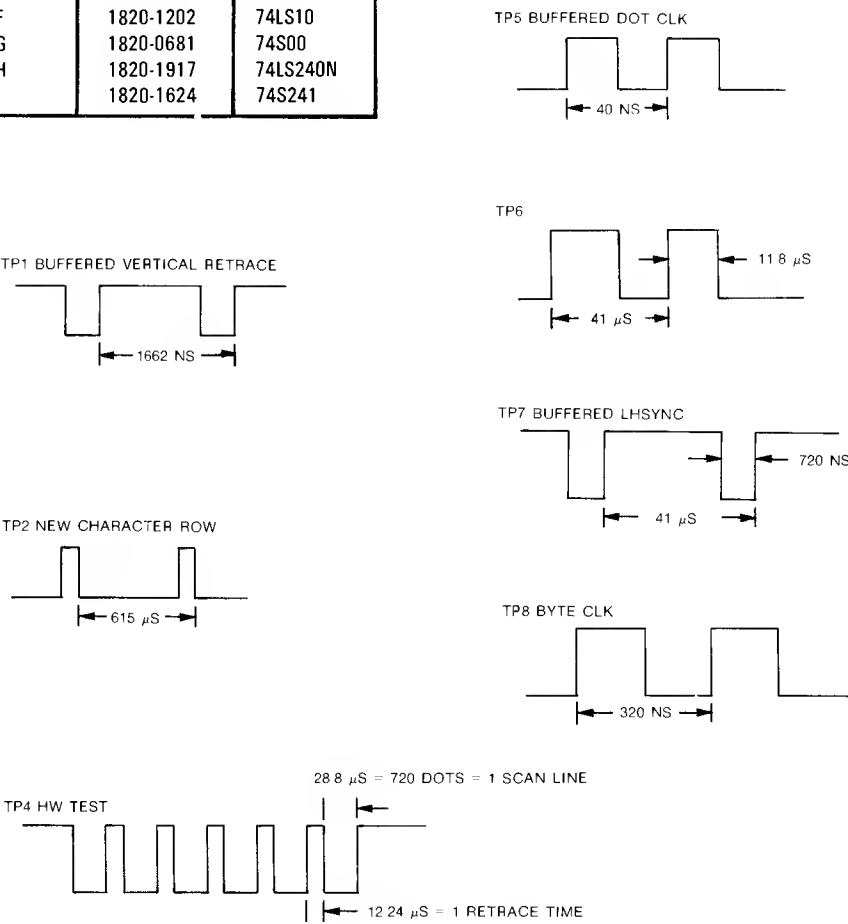 F 1820-1202 74LS10
G 1820-0681 74S00
H 1820-1917 74LS240N
1820-1624 74S241
TP5 BUFFERED DOT CLK
40 NS
TP1 BUFFERED VERTICAL RETRACE
1662 NS
TP6
11 8 µS
41 µS
TP2 NEW CHARACTER ROW
615 µS
TP7 BUFFERED LHSYNC
720 NS
41 µS
TP8 BYTE CLK
320 NS
TP4 HW TEST
28 8 µS = 720 DOTS = 1 SCAN LINE
12 24 µS = 1 RETRACE TIME